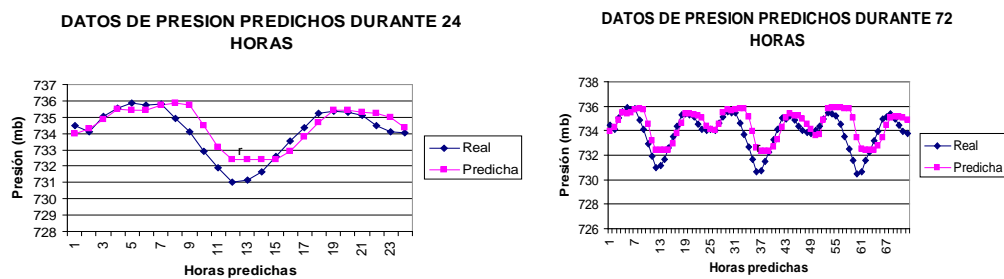 DATOS DE PRESION PREDICHOS DURANTE 24
HORAS
Presión (mb)
737
736
735
734
733
732
731
730
729
728
r
1
3
5
7
9
11
13
15
17
19
21
23
Horas predichas
Real
Predicha
DATOS DE PRESION PREDICHOS DURANTE 72
HORAS
Presión (mb)
738
736
734
732
730
728
726
r
1
7
13
19
25
31
37
43
49
55
61
67
Horas predichas
Real
Predicha